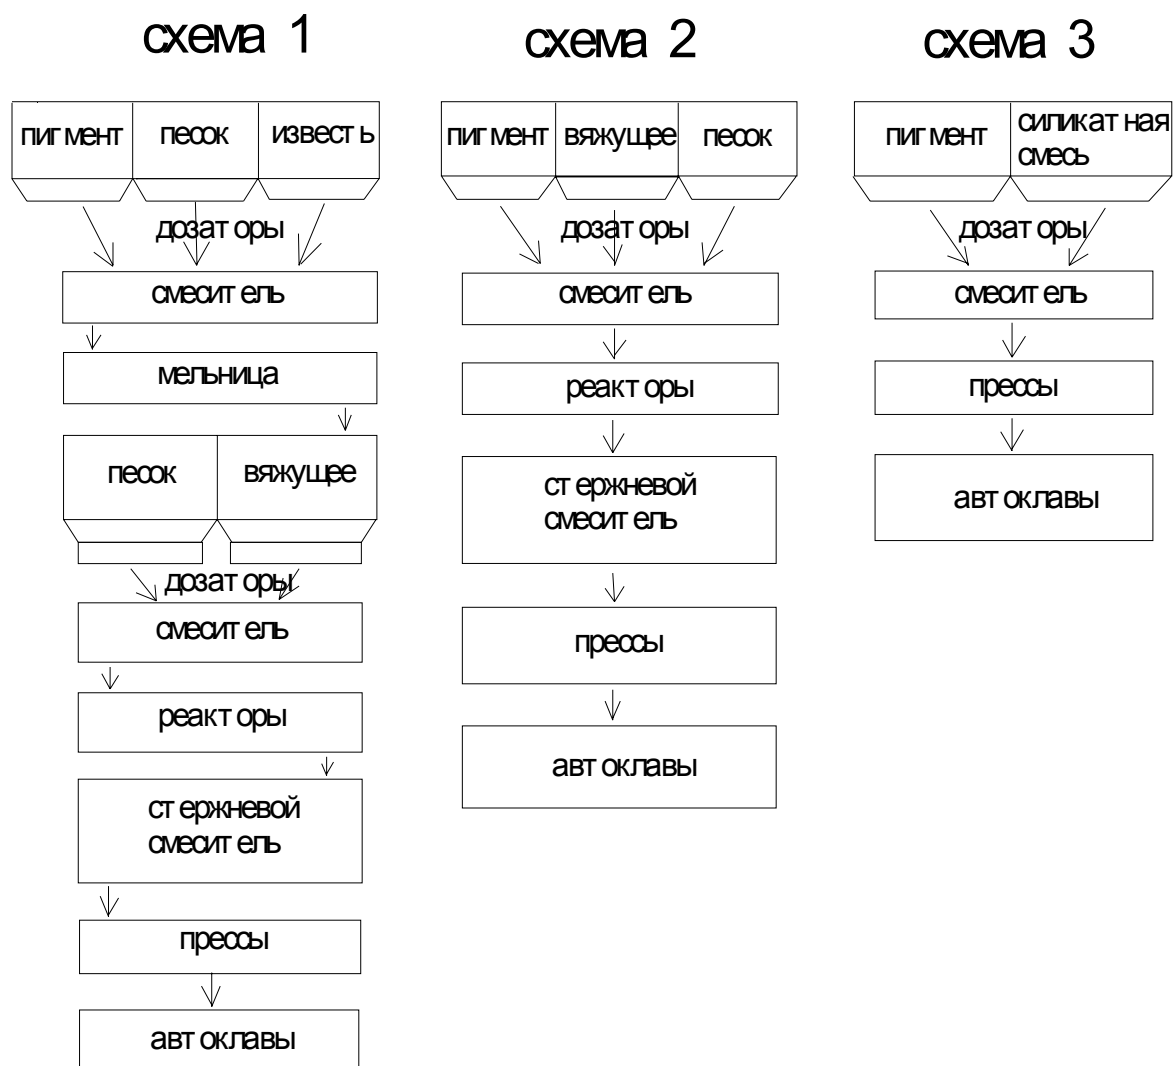 схема 1
пигмент песок известь
дозаторы
смеситель
мельница
песок вяжущее
дозаторы
смеситель
реакторы
стержневой
смеситель
прессы
автоклавы
схема 2
пигмент вяжущее песок
дозаторы
смеситель
реакторы
стержневой
смеситель
прессы
автоклавы
схема 3
пигмент силикатная
смесь
дозаторы
смеситель
прессы
автоклавы